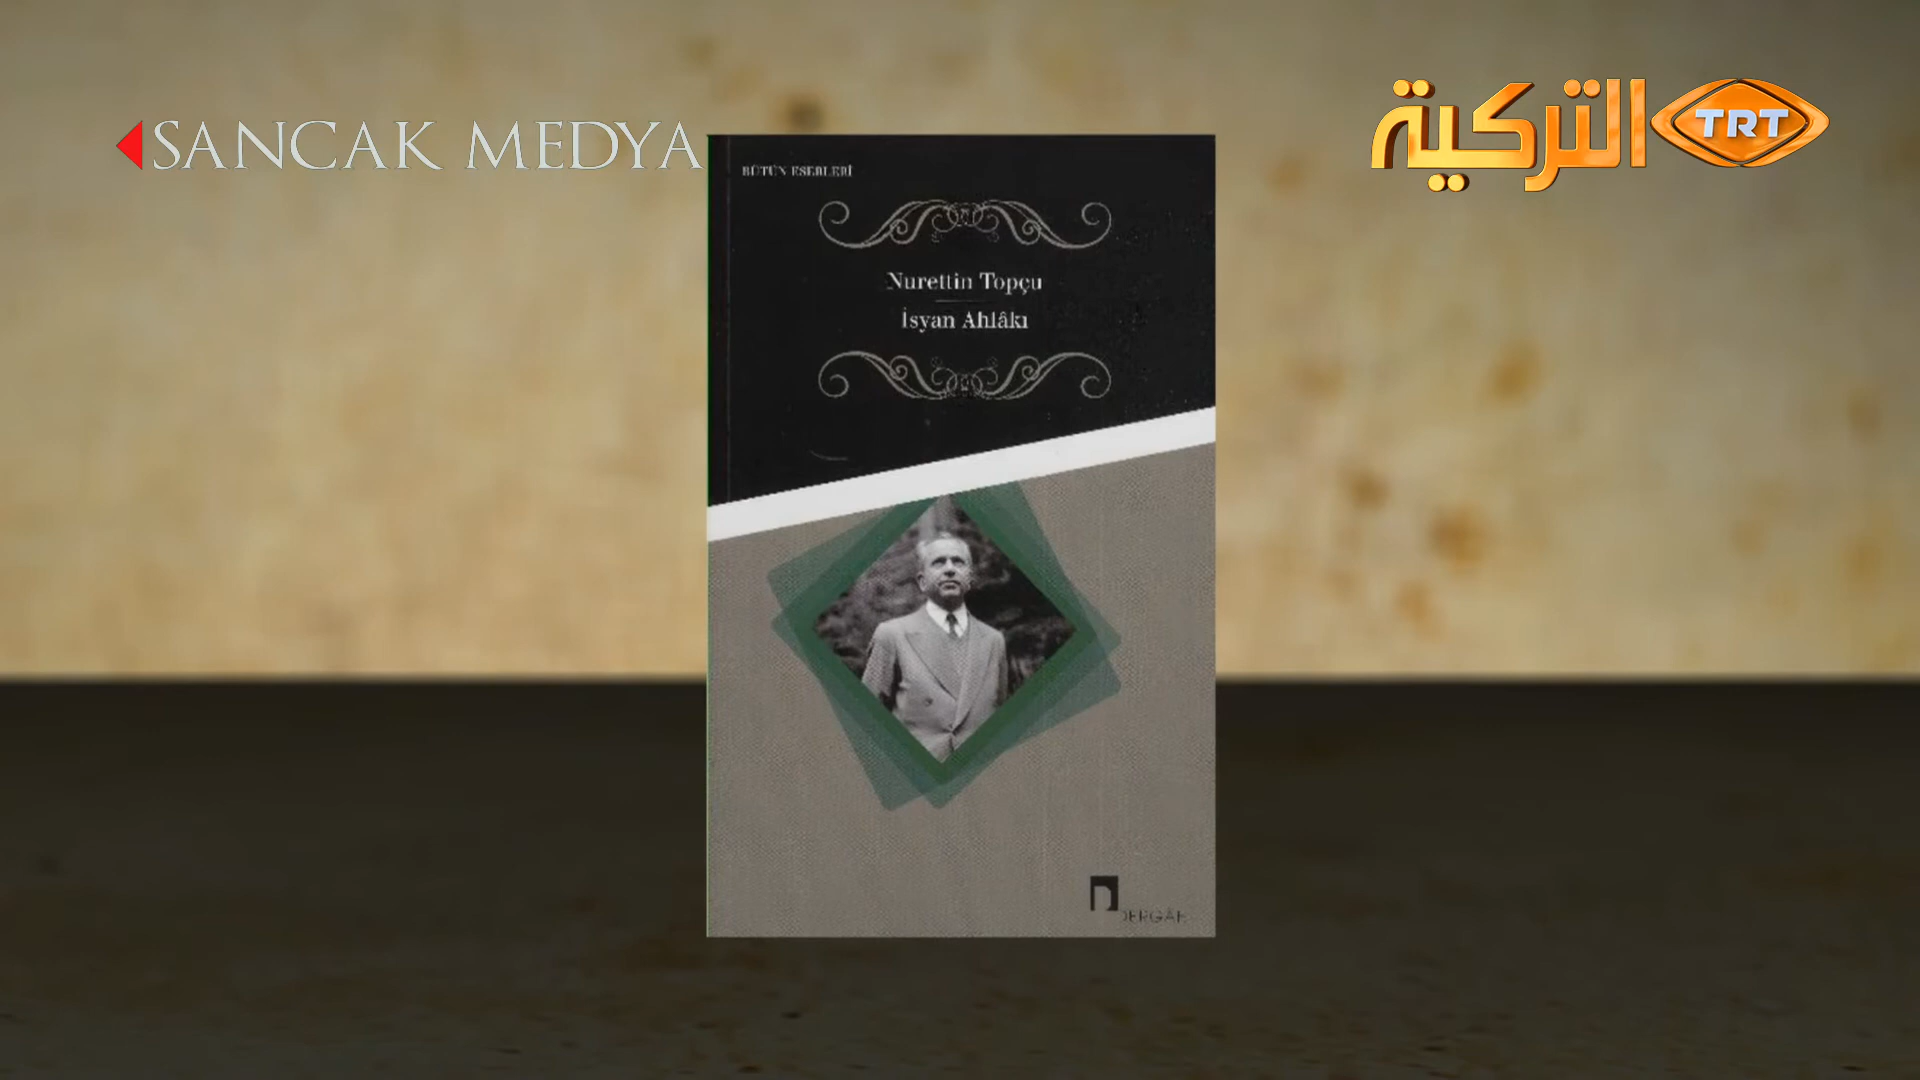 SANCAK MEDYA
التركية TRT
BÜTÜN ESERLERİ
Nurettin Topçu
İsyan Ahlâkı
DERGÂH